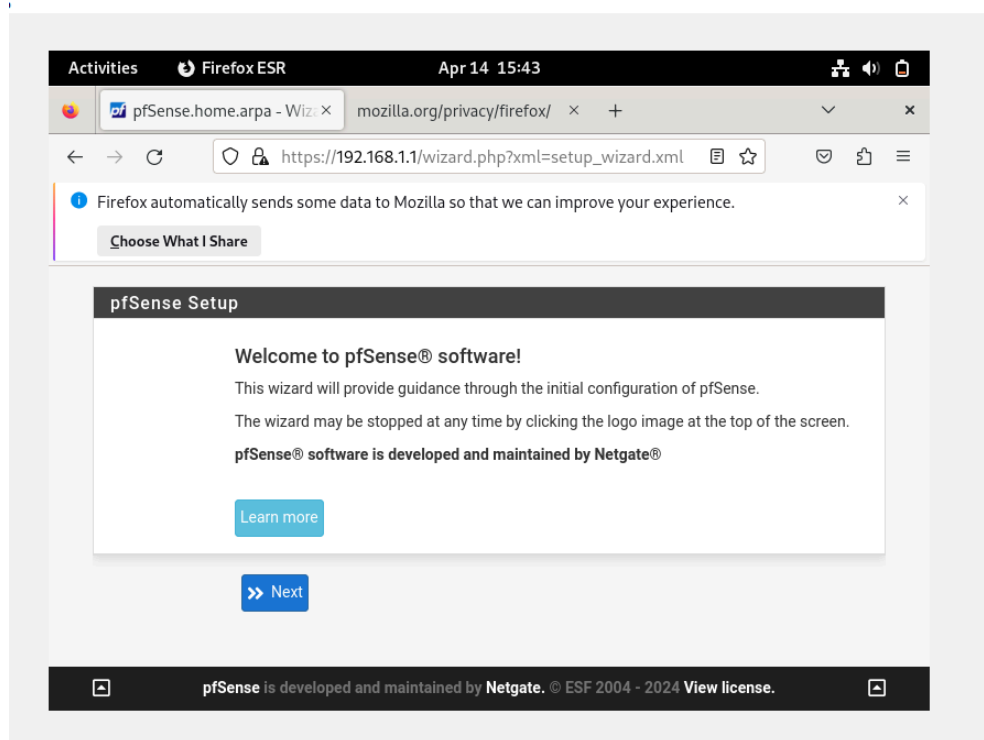 Activities Firefox ESR Apr 14 15:43
pfSense.home.arpa - Wiz × mozilla.org/privacy/firefox/ × +
https://192.168.1.1/wizard.php?xml=setup_wizard.xml
Firefox automatically sends some data to Mozilla so that we can improve your experience.
Choose What I Share
pfSense Setup
Welcome to pfSense® software!
This wizard will provide guidance through the initial configuration of pfSense.
The wizard may be stopped at any time by clicking the logo image at the top of the screen.
pfSense® software is developed and maintained by Netgate®
Learn more
Next
pfSense is developed and maintained by Netgate. © ESF 2004 - 2024 View license.